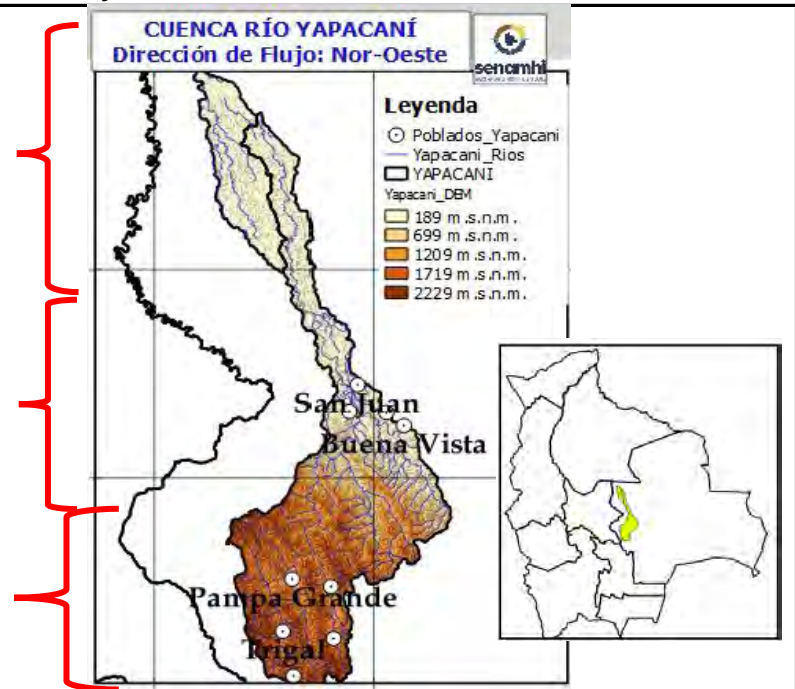 CUENCA RÍO YAPACANÍ
Dirección de Flujo: Nor-Oeste
senamhi
Leyenda
Poblados_Yapacani
Yapacani_Rios
YAPACANI
Yapacani_DEM
189 m.s.n.m.
699 m.s.n.m.
1209 m.s.n.m.
1719 m.s.n.m.
2229 m.s.n.m.
San Juan
Buena Vista
Pampa Grande
Trigal